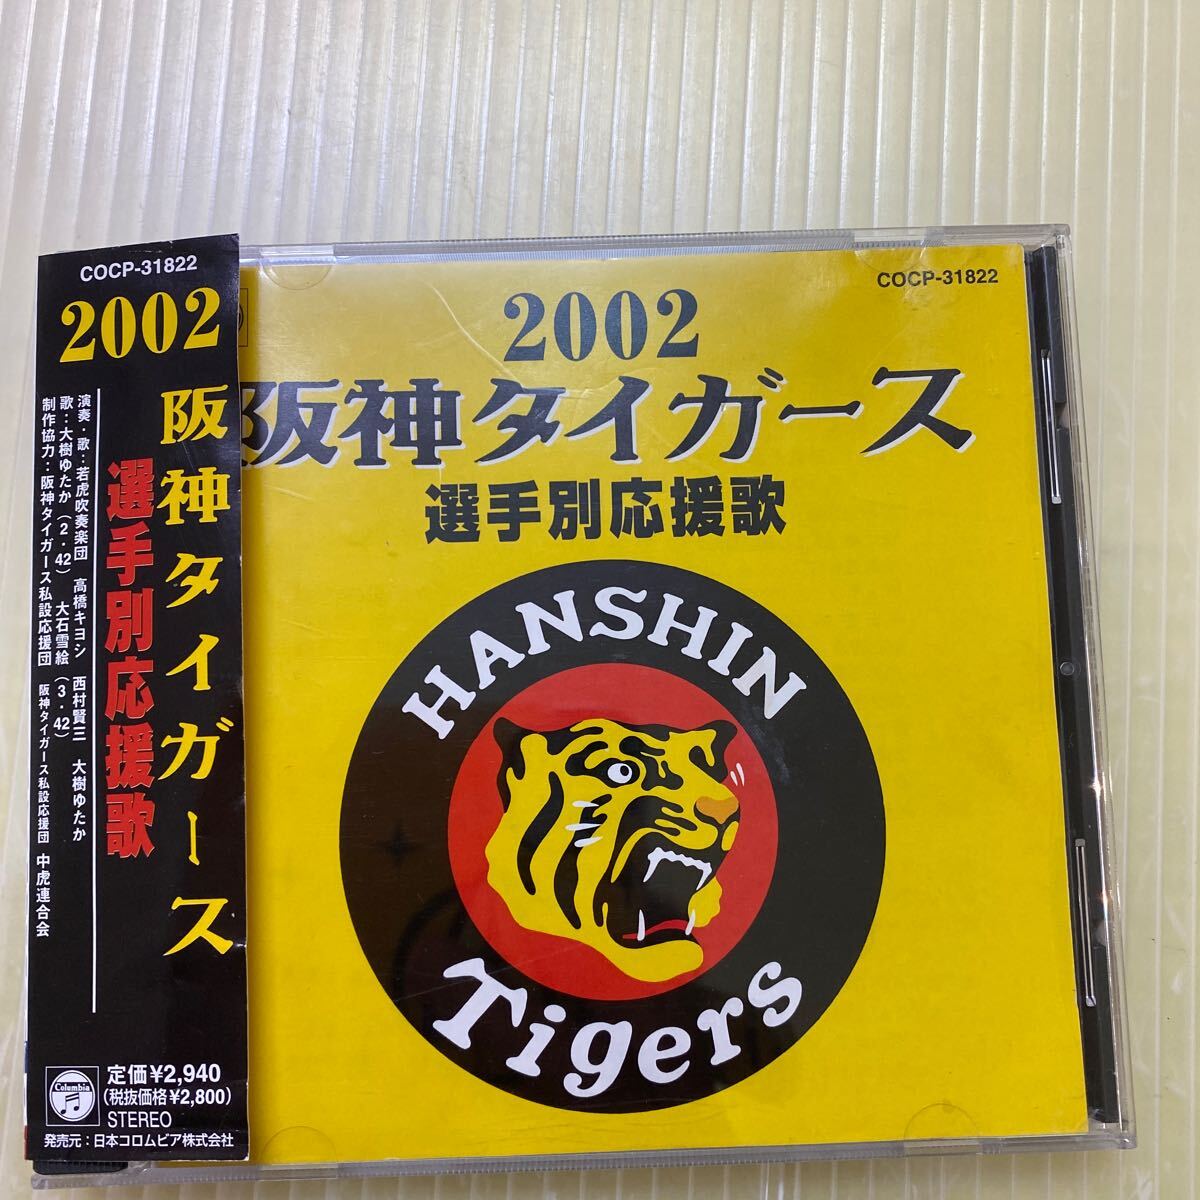 COCP-31822
2002
阪神タイガース
選手別応援歌
演奏・歌：若虎吹奏楽団 高橋キヨシ 西村賢三 大樹ゆたか
歌：大樹ゆたか（2・42） 大石雪絵（3・42）
制作協力：阪神タイガース私設応援団 阪神タイガース私設応援団 中虎連合会
Columbia
定価¥2,940
(税抜価格¥2,800)
STEREO
発売元：日本コロムビア株式会社
COCP-31822
2002
阪神タイガース
選手別応援歌
HANSHIN
Tigers